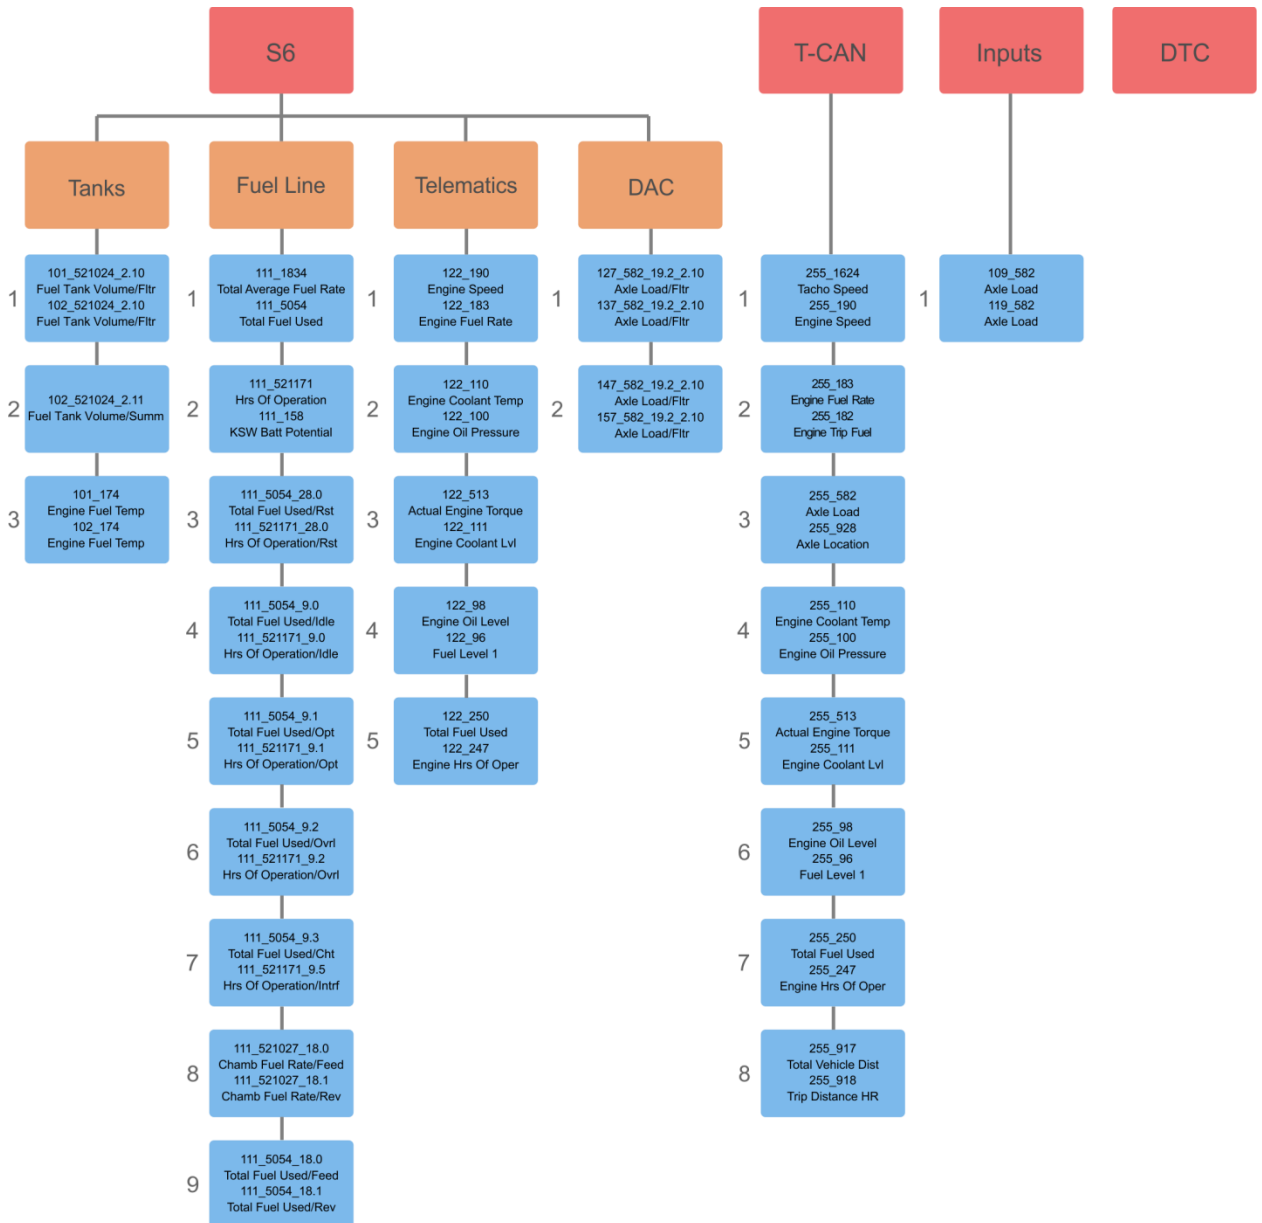 S6
T-CAN
Inputs
DTC
Tanks
Fuel Line
Telematics
DAC
1
101_521024_2.10
Fuel Tank Volume/Fltr
102_521024_2.10
Fuel Tank Volume/Fltr
2
102_521024_2.11
Fuel Tank Volume/Summ
3
101_174
Engine Fuel Temp
102_174
Engine Fuel Temp
1
111_1834
Total Average Fuel Rate
111_5054
Total Fuel Used
2
111_521171
Hrs Of Operation
111_158
KSW Batt Potential
3
111_5054_28.0
Total Fuel Used/Rst
111_521171_28.0
Hrs Of Operation/Rst
4
111_5054_9.0
Total Fuel Used/Idle
111_521171_9.0
Hrs Of Operation/Idle
5
111_5054_9.1
Total Fuel Used/Opt
111_521171_9.1
Hrs Of Operation/Opt
6
111_5054_9.2
Total Fuel Used/Ovrl
111_521171_9.2
Hrs Of Operation/Ovrl
7
111_5054_9.3
Total Fuel Used/Cht
111_521171_9.5
Hrs Of Operation/Intrf
8
111_521027_18.0
Chamb Fuel Rate/Feed
111_521027_18.1
Chamb Fuel Rate/Rev
9
111_5054_18.0
Total Fuel Used/Feed
111_5054_18.1
Total Fuel Used/Rev
1
122_190
Engine Speed
122_183
Engine Fuel Rate
2
122_110
Engine Coolant Temp
122_100
Engine Oil Pressure
3
122_513
Actual Engine Torque
122_111
Engine Coolant Lvl
4
122_98
Engine Oil Level
122_96
Fuel Level 1
5
122_250
Total Fuel Used
122_247
Engine Hrs Of Oper
1
127_582_19.2_2.10
Axle Load/Fltr
137_582_19.2_2.10
Axle Load/Fltr
2
147_582_19.2_2.10
Axle Load/Fltr
157_582_19.2_2.10
Axle Load/Fltr
1
255_1624
Tacho Speed
255_190
Engine Speed
2
255_183
Engine Fuel Rate
255_182
Engine Trip Fuel
3
255_582
Axle Load
255_928
Axle Location
4
255_110
Engine Coolant Temp
255_100
Engine Oil Pressure
5
255_513
Actual Engine Torque
255_111
Engine Coolant Lvl
6
255_98
Engine Oil Level
255_96
Fuel Level 1
7
255_250
Total Fuel Used
255_247
Engine Hrs Of Oper
8
255_917
Total Vehicle Dist
255_918
Trip Distance HR
1
109_582
Axle Load
119_582
Axle Load